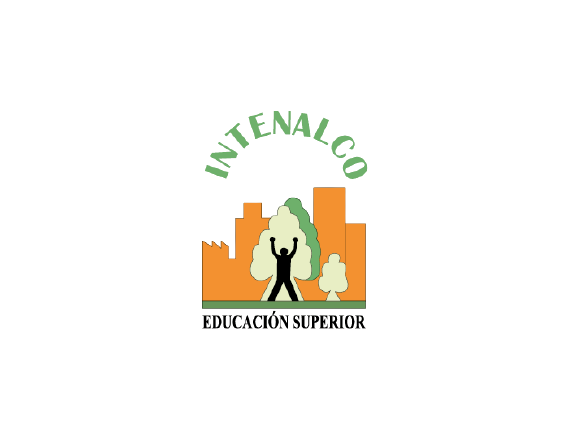 INTENALCO
EDUCACIÓN SUPERIOR